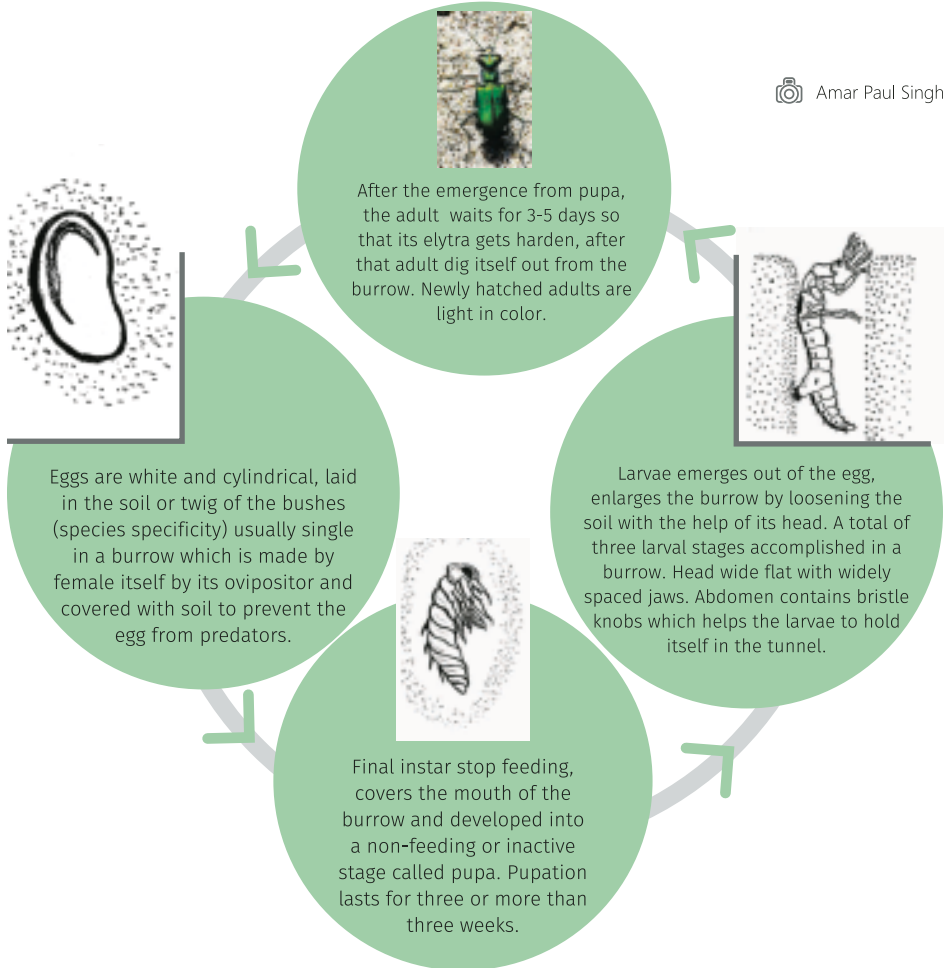 Amar Paul Singh
After the emergence from pupa,
the adult waits for 3-5 days so
that its elytra gets harden, after
that adult dig itself out from the
burrow. Newly hatched adults are
light in color.
Eggs are white and cylindrical, laid
in the soil or twig of the bushes
(species specificity) usually single
in a burrow which is made by
female itself by its ovipositor and
covered with soil to prevent the
egg from predators.
Larvae emerges out of the egg,
enlarges the burrow by loosening the
soil with the help of its head. A total of
three larval stages accomplished in a
burrow. Head wide flat with widely
spaced jaws. Abdomen contains bristle
knobs which helps the larvae to hold
itself in the tunnel.
Final instar stop feeding,
covers the mouth of the
burrow and developed into
a non-feeding or inactive
stage called pupa. Pupation
lasts for three or more than
three weeks.